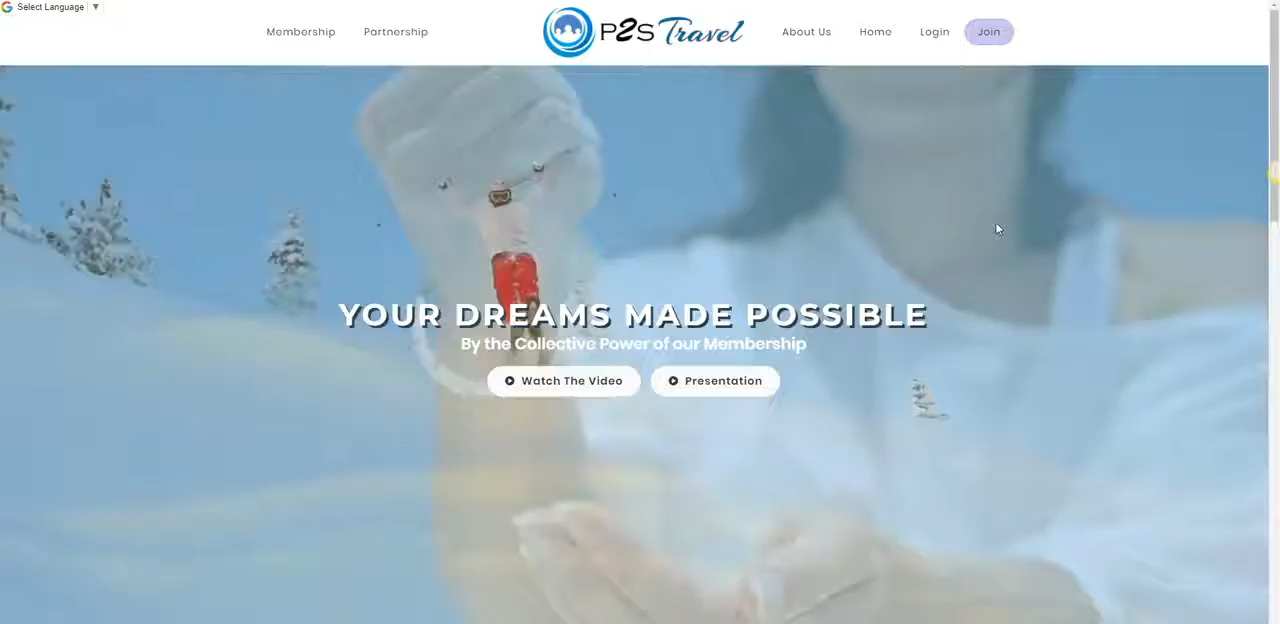 Select Language ▼
Membership
Partnership
P2S Travel
About Us
Home
Login
Join
YOUR DREAMS MADE POSSIBLE
By the Collective Power of our Membership
Watch The Video
Presentation